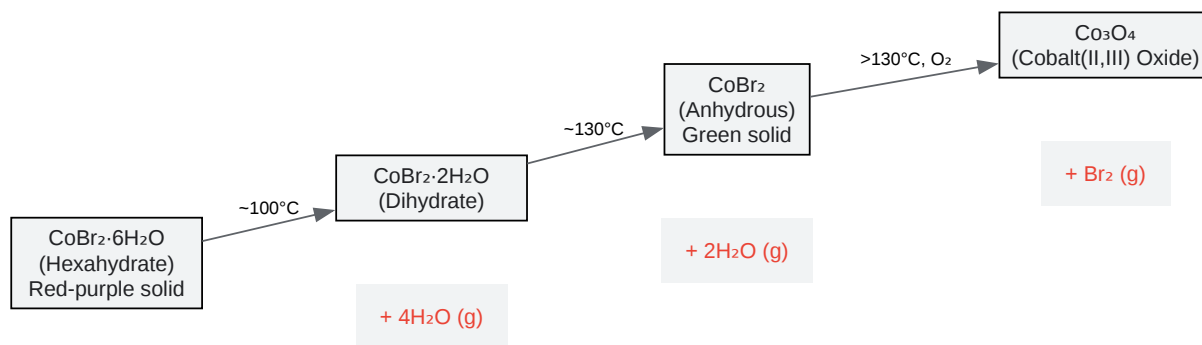 CoBr₂·6H₂O
(Hexahydrate)
Red-purple solid
~100°C
CoBr₂·2H₂O
(Dihydrate)
+ 4H₂O (g)
~130°C
CoBr₂
(Anhydrous)
Green solid
+ 2H₂O (g)
>130°C, O₂
Co₃O₄
(Cobalt(II,III) Oxide)
+ Br₂ (g)